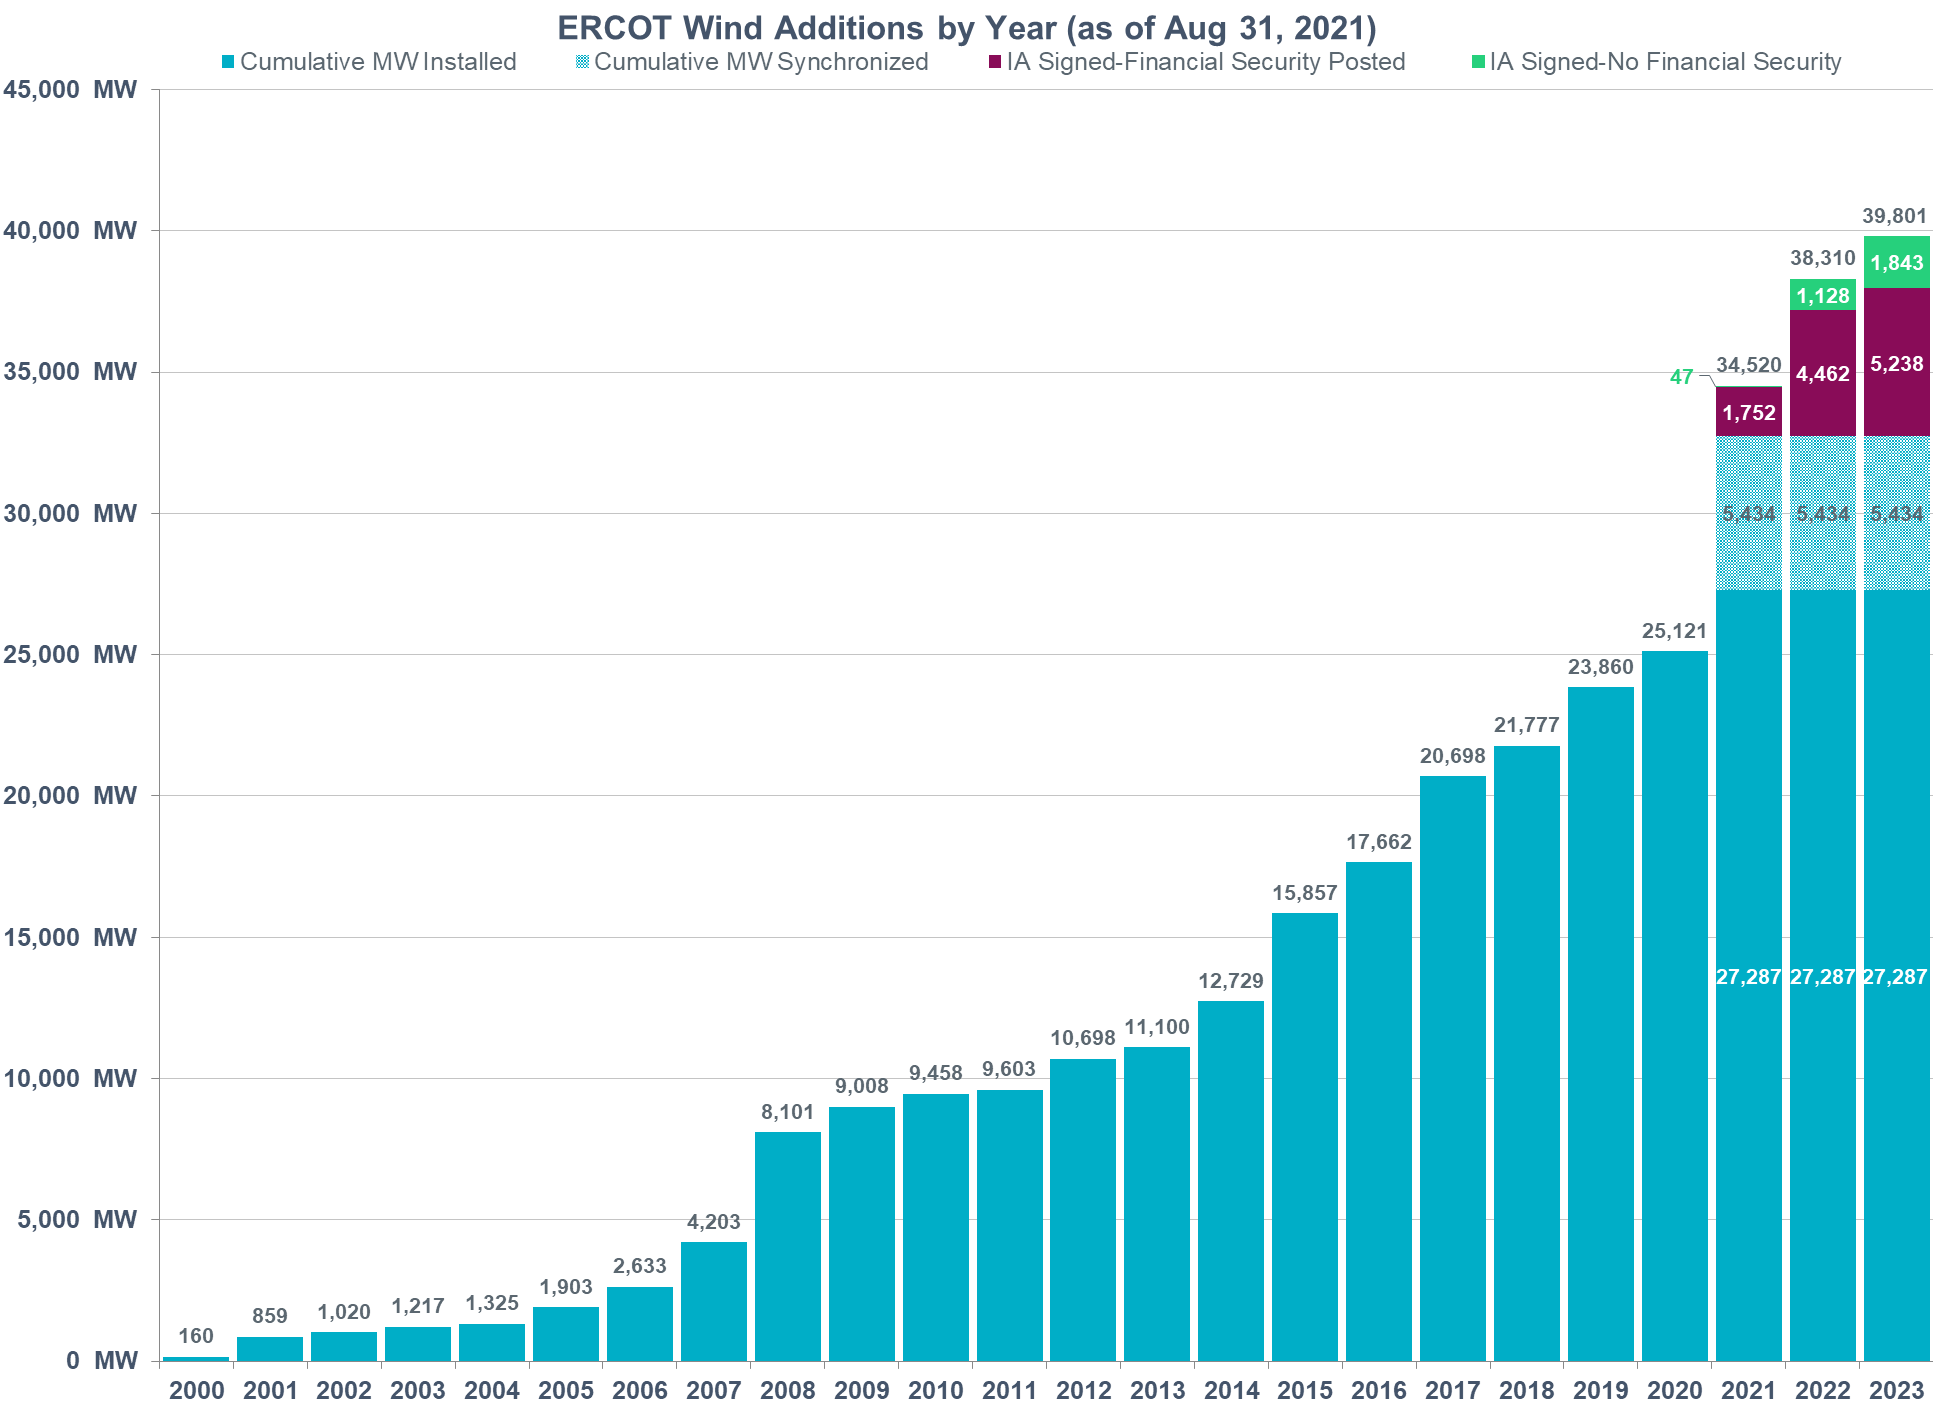 ERCOT Wind Additions by Year (as of Aug 31, 2021)
Cumulative MW Installed Cumulative MW Synchronized IA Signed-Financial Security Posted IA Signed-No Financial Security
45,000 MW
39,801
40,000 MW
38,310
1,843
1,128
34,520
5,238
35,000 MW
47
4,462
1,752
30,000 MW
5,434 5,434 5,434
25,121
25,000 MW
23,860
21,777
20,698
20,000 MW
17,662
15,857
15,000 MW
12,729
27,287 27,287 27,287
11,100
10,698
9,603
9,458
9,008
10,000 MW
8,101
4,203
5,000 MW
2,633
1,903
1,325
1,217
1,020
859
160
0 MW
2000 2001 2002 2003 2004 2005 2006 2007 2008 2009 2010 2011 2012 2013 2014 2015 2016 2017 2018 2019 2020 2021 2022 2023